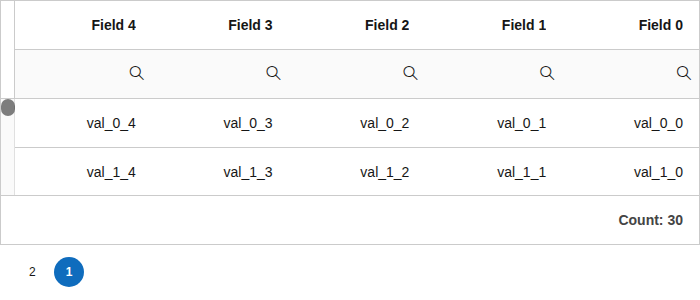 Field 4 Field 3 Field 2 Field 1 Field 0
val_0_4 val_0_3 val_0_2 val_0_1 val_0_0
val_1_4 val_1_3 val_1_2 val_1_1 val_1_0
Count: 30
2 1